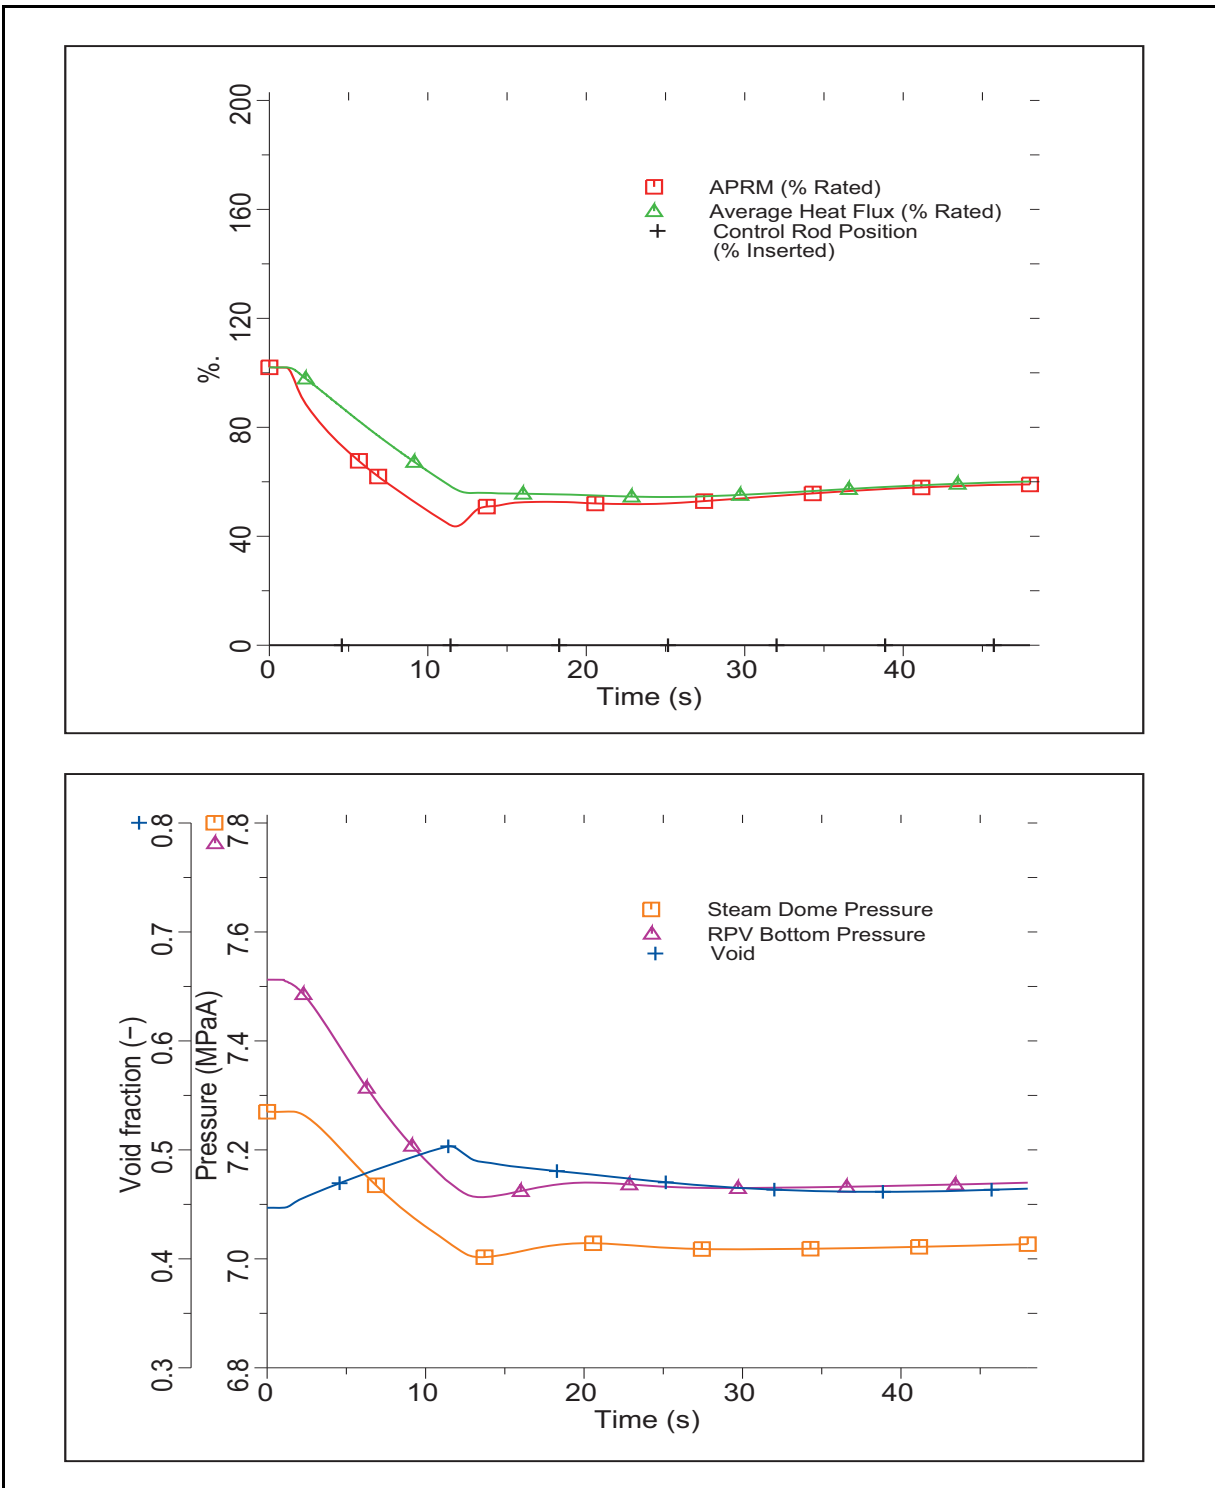 200
160
120
80
40
0
%.
APRM (% Rated)
Average Heat Flux (% Rated)
Control Rod Position
(% Inserted)
0 10 20 30 40
Time (s)
0.8
0.7
0.6
0.5
0.4
0.3
Void fraction (−)
7.8
7.6
7.4
7.2
7.0
6.8
Pressure (MPaA)
Steam Dome Pressure
RPV Bottom Pressure
Void
0 10 20 30 40
Time (s)